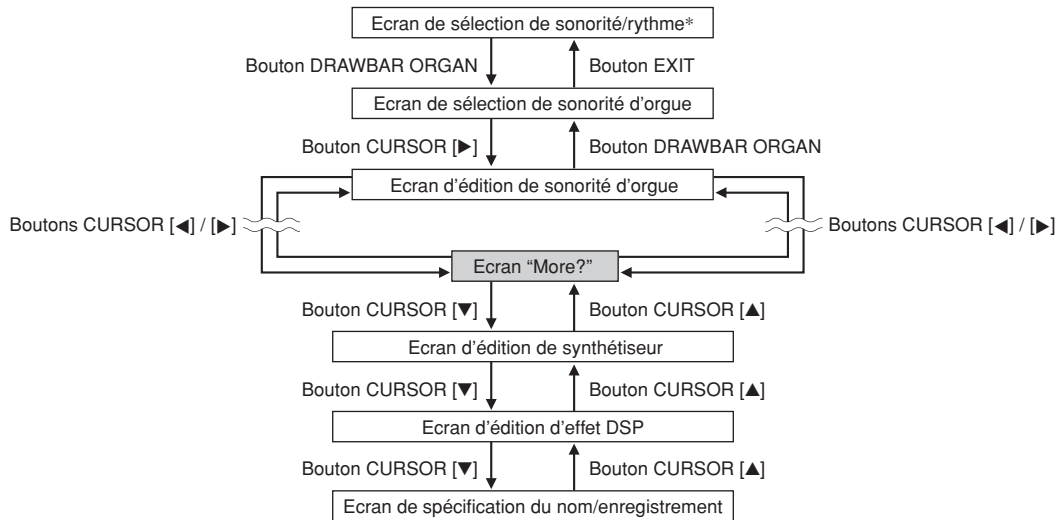 Ecran de sélection de sonorité/rythme*
Bouton DRAWBAR ORGAN
Bouton EXIT
Ecran de sélection de sonorité d'orgue
Bouton CURSOR [▶]
Bouton DRAWBAR ORGAN
Ecran d'édition de sonorité d'orgue
Boutons CURSOR [◀] / [▶]
Boutons CURSOR [◀] / [▶]
Ecran “More?”
Bouton CURSOR [▼]
Bouton CURSOR [▲]
Ecran d'édition de synthétiseur
Bouton CURSOR [▼]
Bouton CURSOR [▲]
Ecran d'édition d'effet DSP
Bouton CURSOR [▼]
Bouton CURSOR [▲]
Ecran de spécification du nom/enregistrement